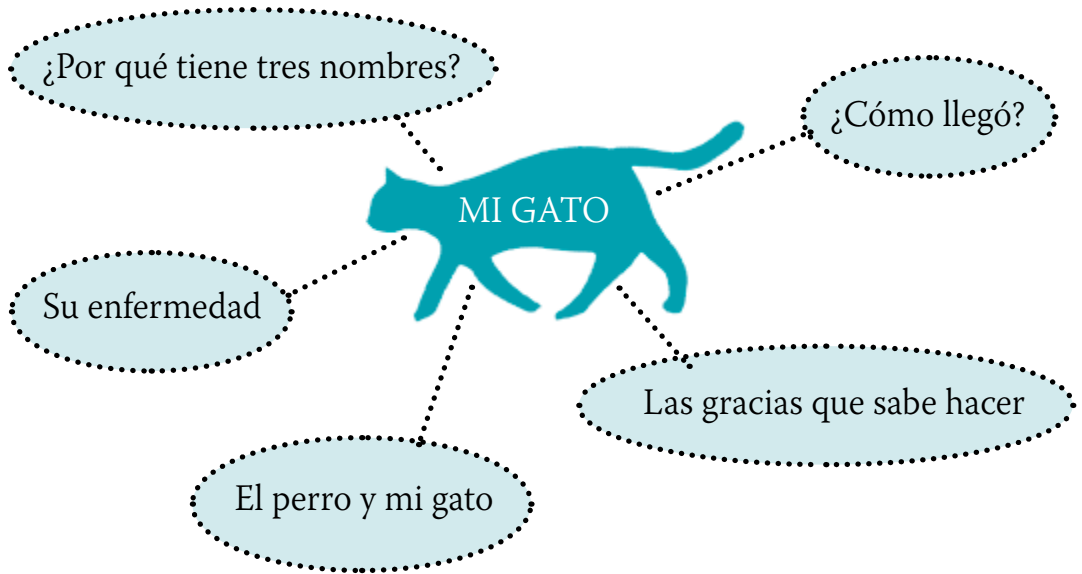 ¿Por qué tiene tres nombres?
¿Cómo llegó?
MI GATO
Su enfermedad
Las gracias que sabe hacer
El perro y mi gato